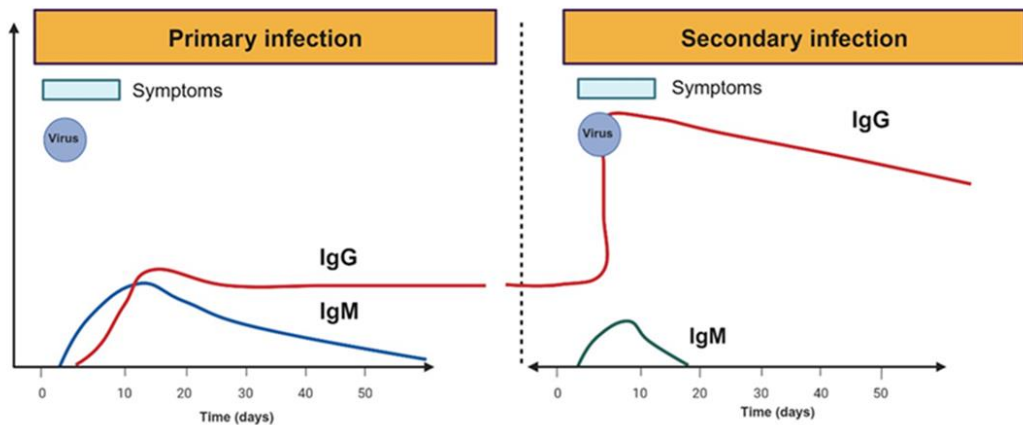 Primary infection
Symptoms
Virus
IgG
IgM
0 10 20 30 40 50
Time (days)
Secondary infection
Symptoms
Virus
IgG
IgM
0 10 20 30 40 50
Time (days)